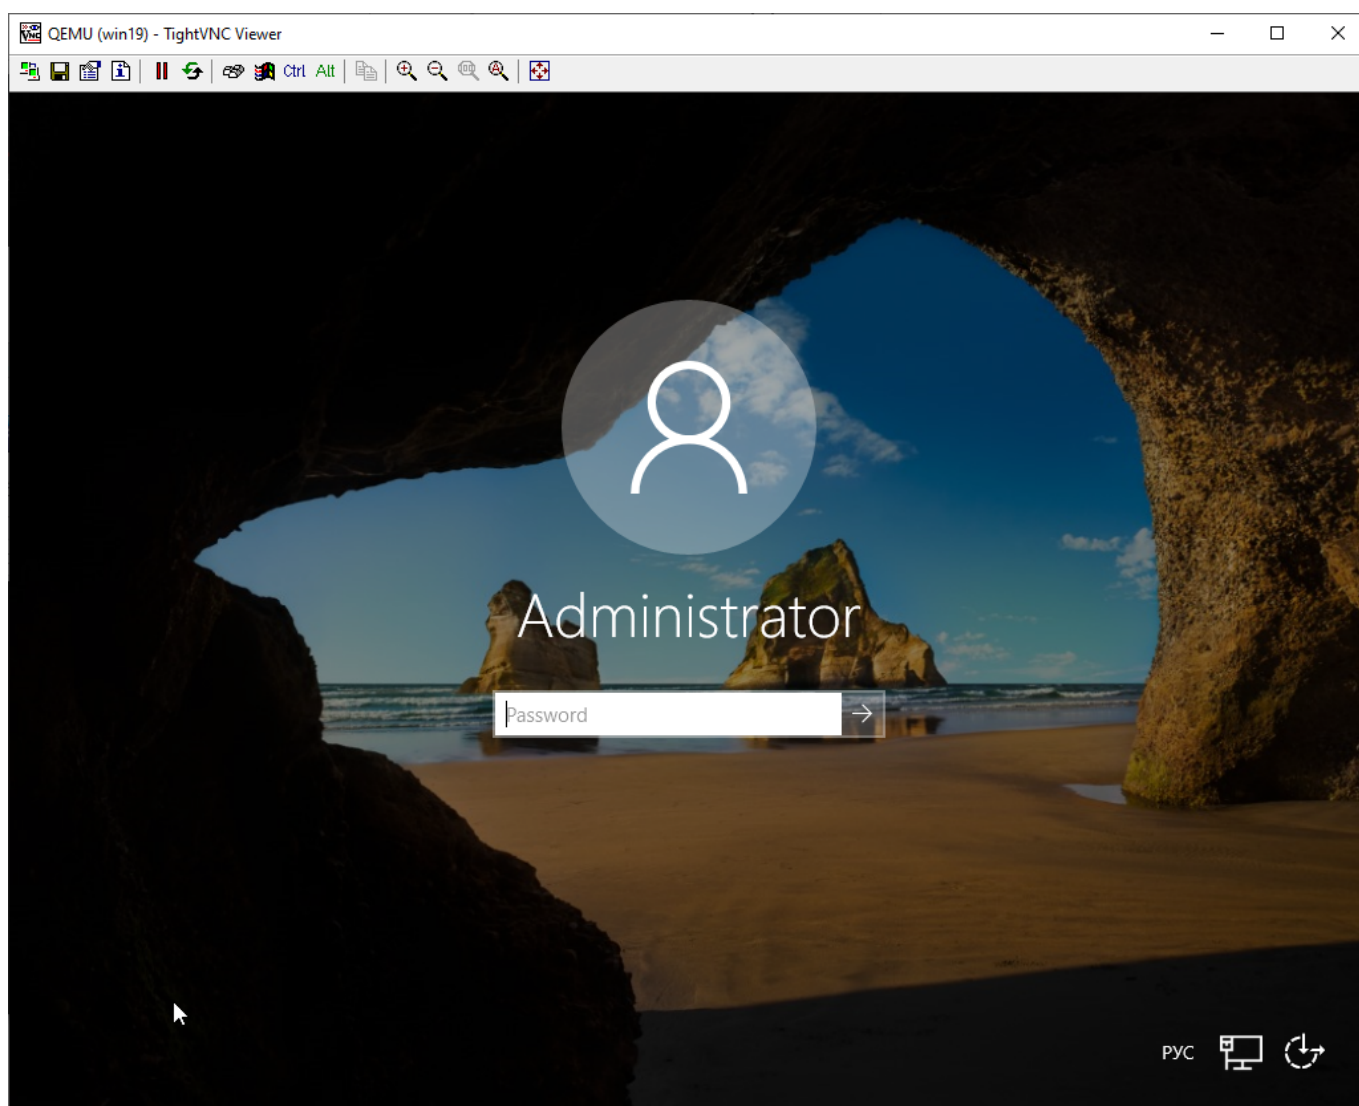 QEMU (win19) - TightVNC Viewer
Ctrl Alt
Administrator
Password
РУС